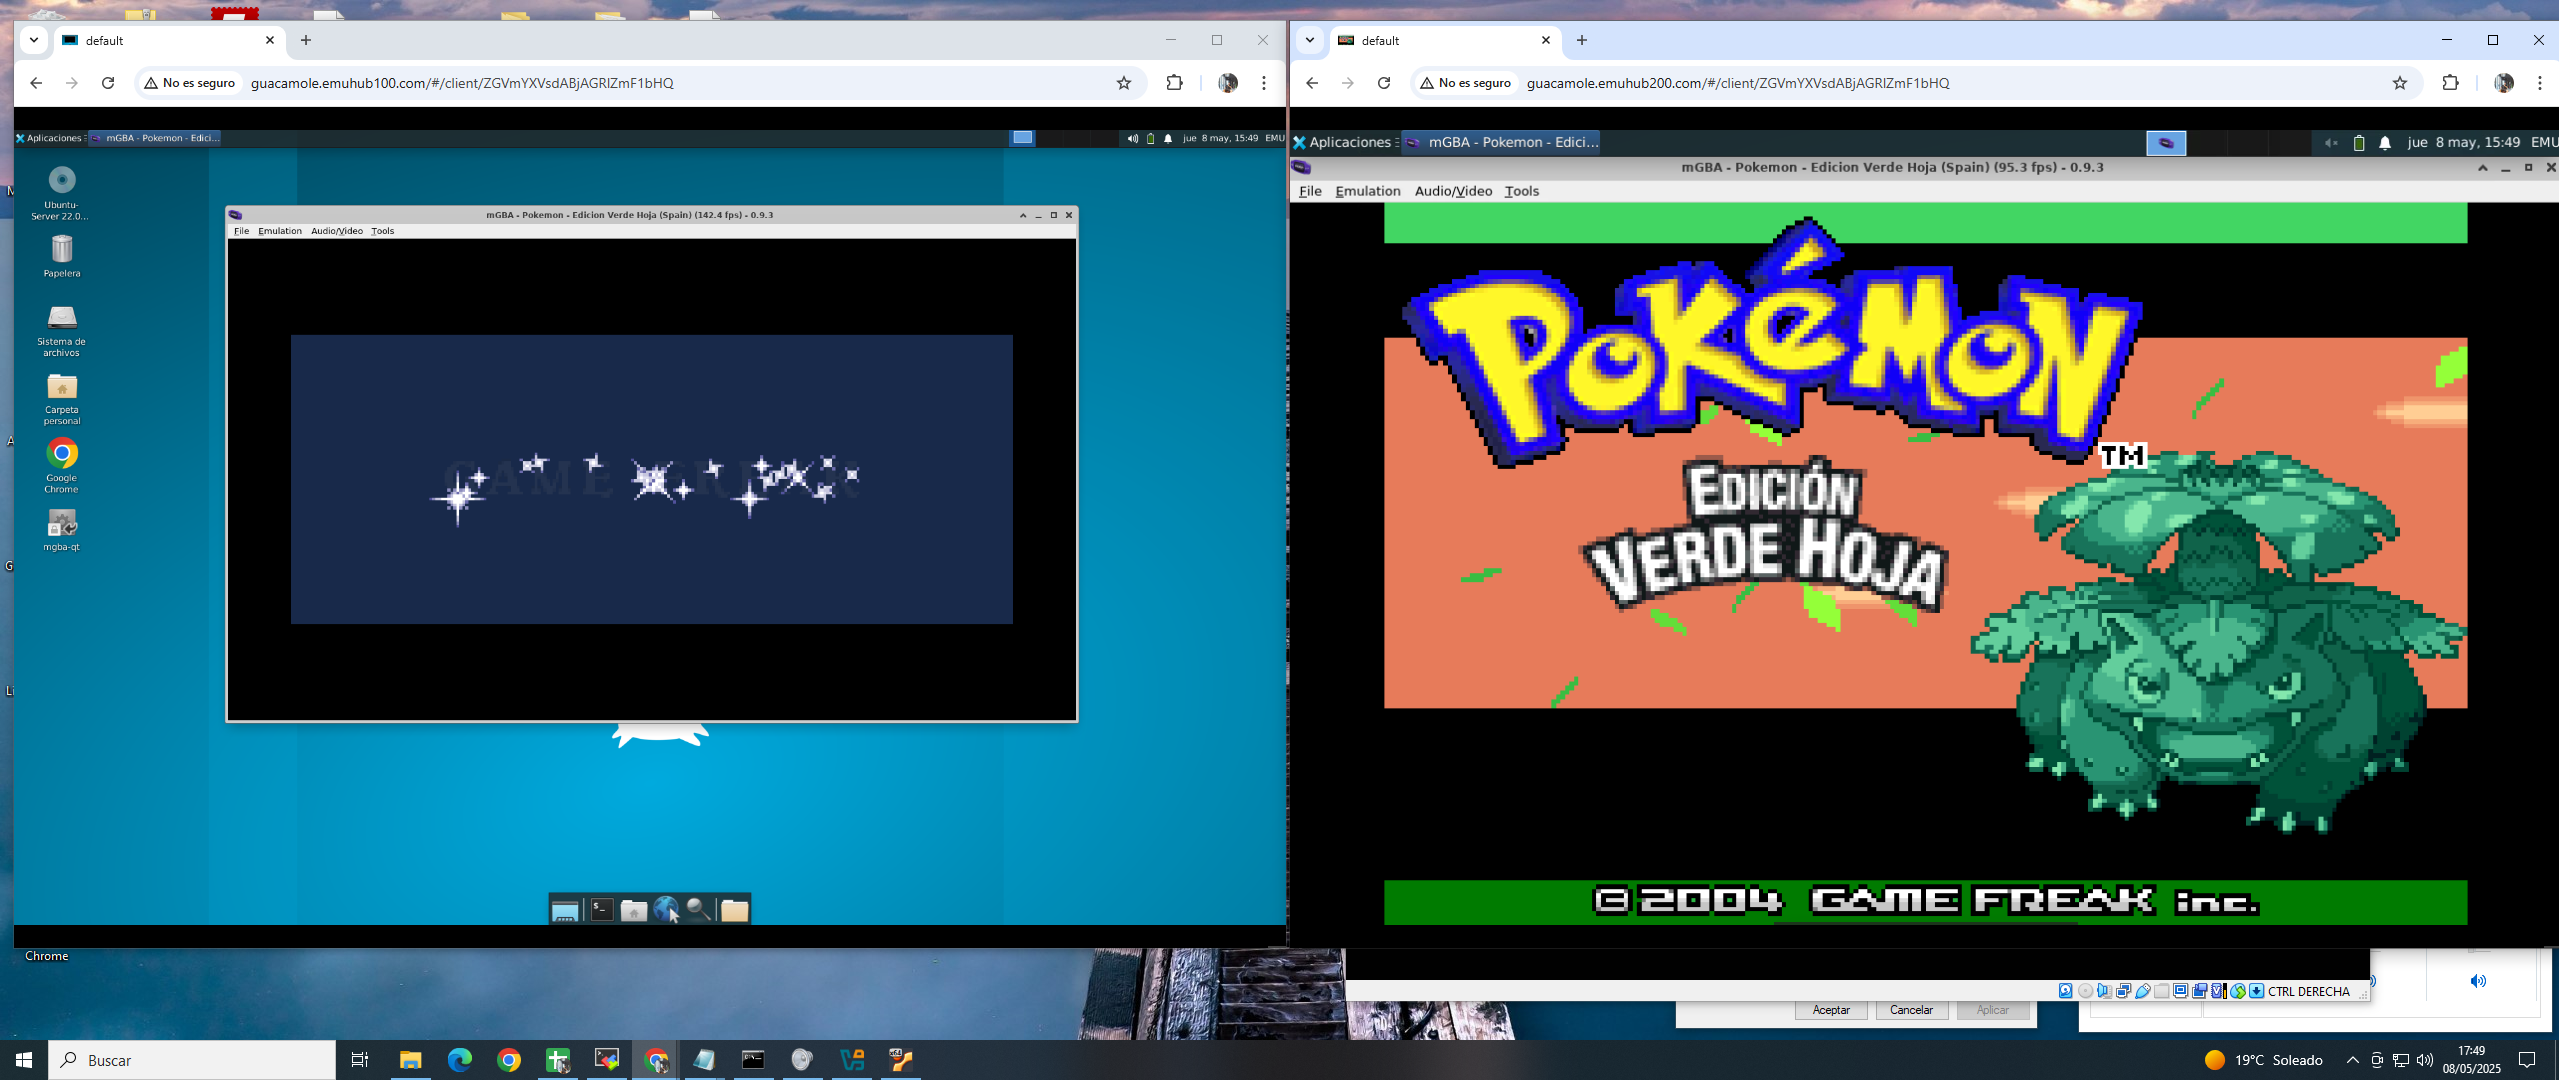 default
No es seguro
guacamole.emuhub100.com/#/client/ZGVmYXVsdABjAGRlZmF1bHQ
Aplicaciones
mGBA - Pokemon - Edici...
jue 8 may, 15:49 EMU
Ubuntu-
Server 22.0...
Papelera
Sistema de
archivos
Carpeta
personal
Google
Chrome
mgba-qt
mGBA - Pokemon - Edicion Verde Hoja (Spain) (142.4 fps) - 0.9.3
File Emulation Audio/Video Tools
GAME FREAK
Chrome
default
No es seguro
guacamole.emuhub200.com/#/client/ZGVmYXVsdABjAGRlZmF1bHQ
Aplicaciones
mGBA - Pokemon - Edici...
jue 8 may, 15:49 EMU
mGBA - Pokemon - Edicion Verde Hoja (Spain) (95.3 fps) - 0.9.3
File Emulation Audio/Video Tools
POKéMON
TM
EDICIÓN
VERDE HOJA
©2004 GAME FREAK inc.
CTRL DERECHA
Aceptar Cancelar Aplicar
Buscar
19°C Soleado
17:49
08/05/2025